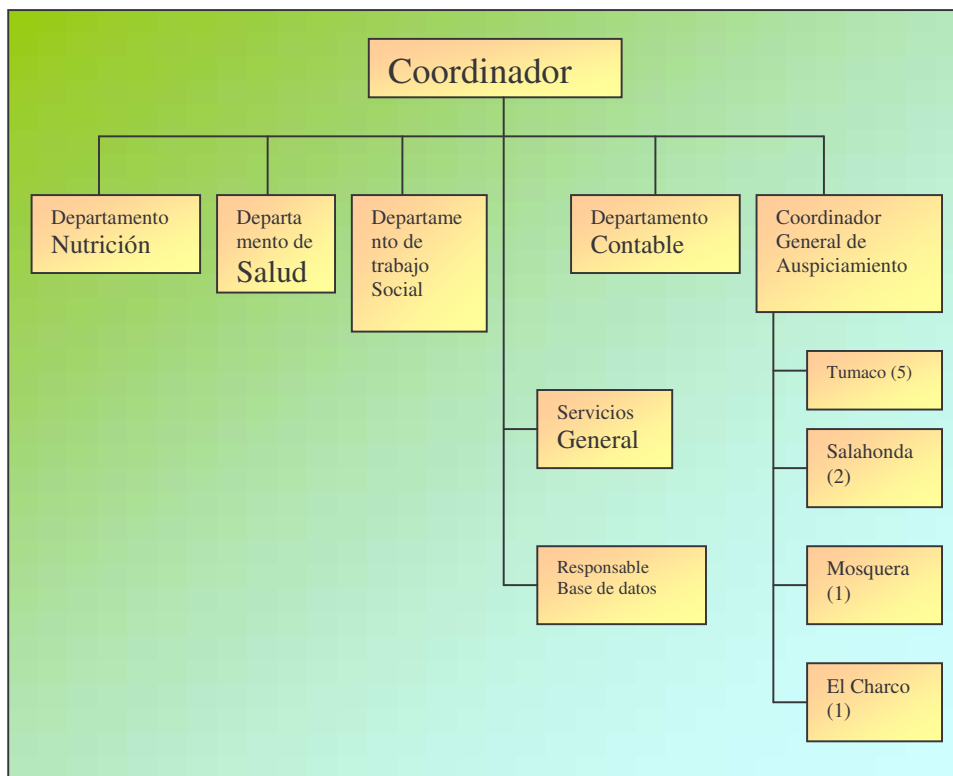 Coordinador
Departamento
Nutrición
Departa
mento de
Salud
Departame
nto de
trabajo
Social
Departamento
Contable
Coordinador
General de
Auspiciamiento
Tumaco (5)
Servicios
General
Salahonda
(2)
Responsable
Base de datos
Mosquera
(1)
El Charco
(1)